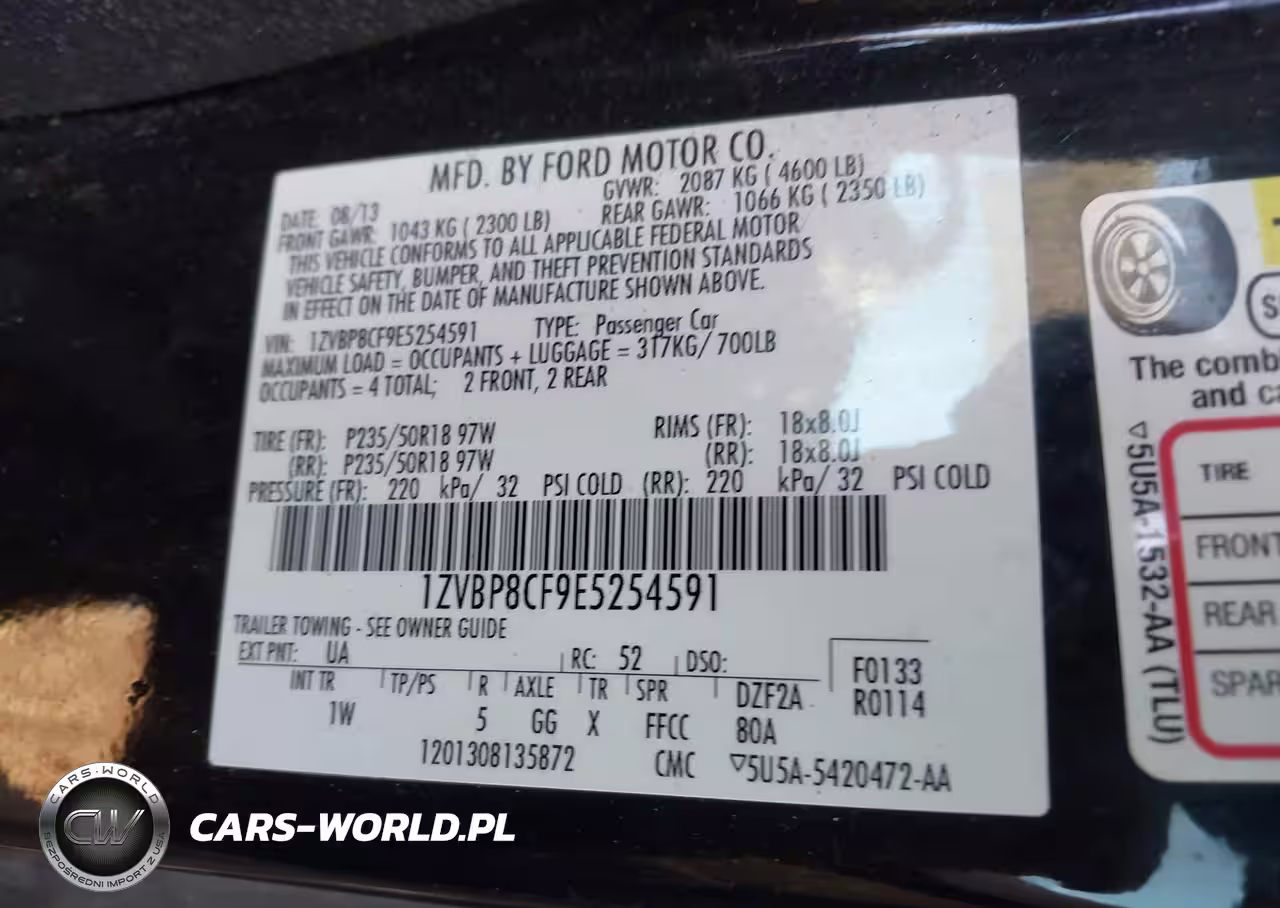 MFD. BY FORD MOTOR CO.
DATE: 08/13 GVWR: 2087 KG ( 4600 LB)
FRONT GAWR: 1043 KG ( 2300 LB) REAR GAWR: 1066 KG ( 2350 LB)
THIS VEHICLE CONFORMS TO ALL APPLICABLE FEDERAL MOTOR
VEHICLE SAFETY, BUMPER, AND THEFT PREVENTION STANDARDS
IN EFFECT ON THE DATE OF MANUFACTURE SHOWN ABOVE.
VIN: 1ZVBP8CF9E5254591 TYPE: Passenger Car
MAXIMUM LOAD = OCCUPANTS + LUGGAGE = 317KG/ 700LB
OCCUPANTS = 4 TOTAL; 2 FRONT, 2 REAR
TIRE (FR): P235/50R18 97W RIMS (FR): 18x8.0J
(RR): P235/50R18 97W (RR): 18x8.0J
PRESSURE (FR): 220 kPa/ 32 PSI COLD (RR): 220 kPa/ 32 PSI COLD
1ZVBP8CF9E5254591
TRAILER TOWING - SEE OWNER GUIDE
EXT PNT: UA RC: 52 DSO: F0133
INT TR TP/PS R AXLE TR SPR DZF2A R0114
1W 5 GG X FFCC 80A
1201308135872 CMC ▽5U5A-5420472-AA
The comb
and ca
▽5U5A-1532-AA (TLU)
TIRE
FRONT
REAR
SPAR
CARS-WORLD
CW
BEZPOŚREDNI IMPORT Z USA
CARS-WORLD.PL